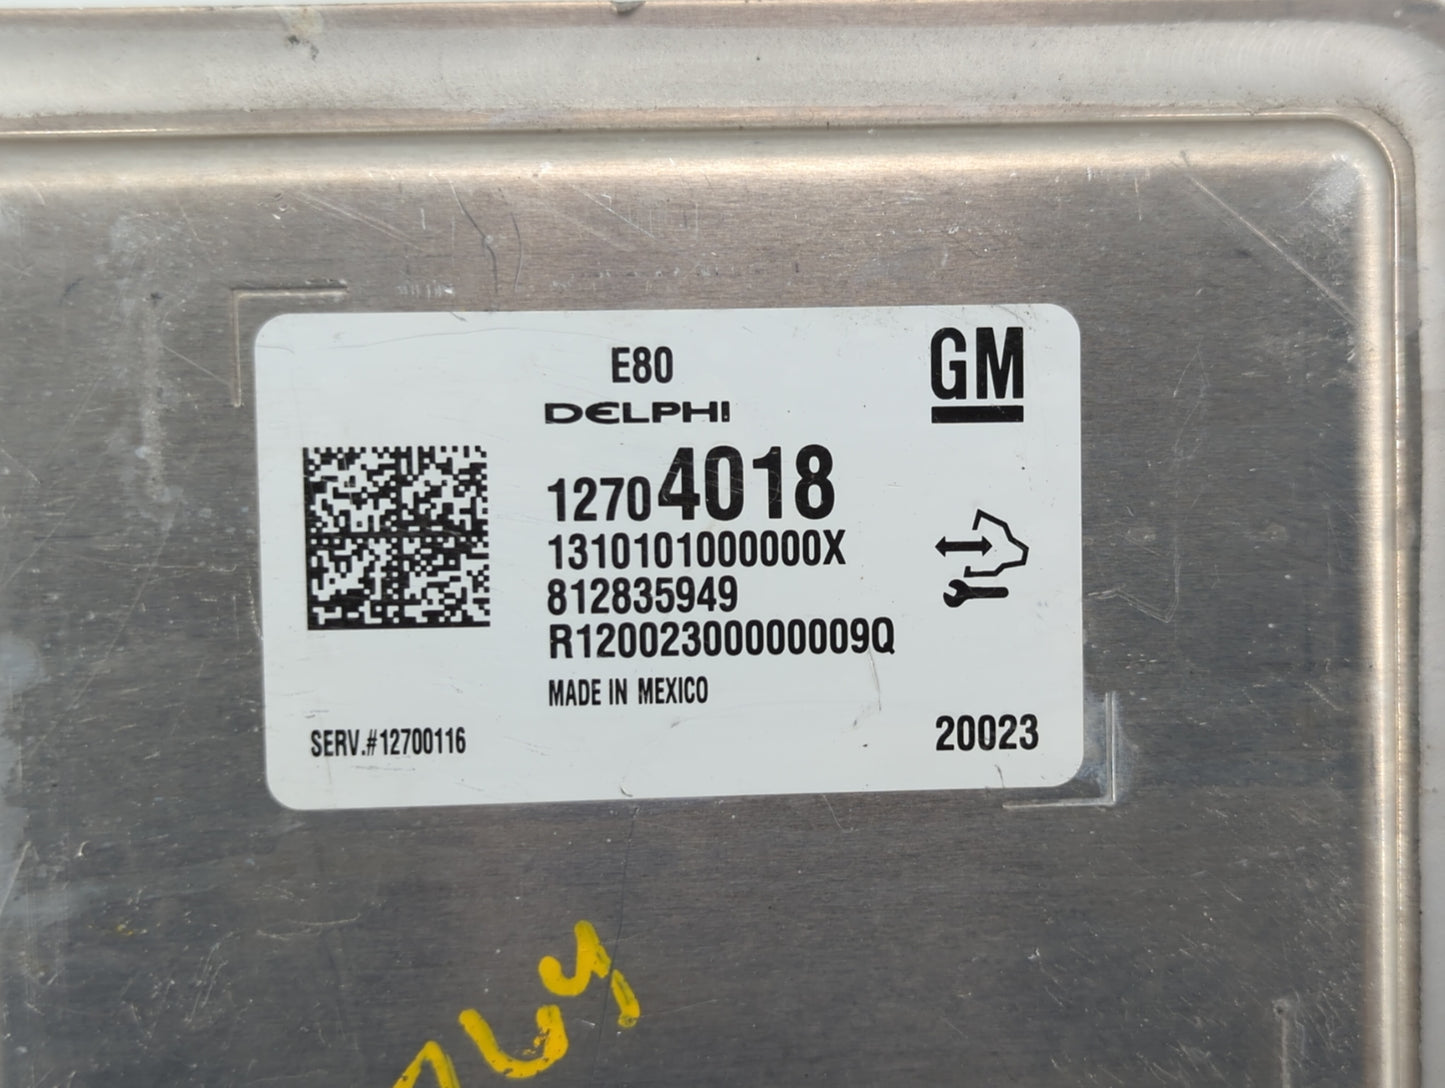 E80
GM
DELPHI
12704018
1310101000000X
812835949
R12002300000009Q
MADE IN MEXICO
SERV.#12700116
20023